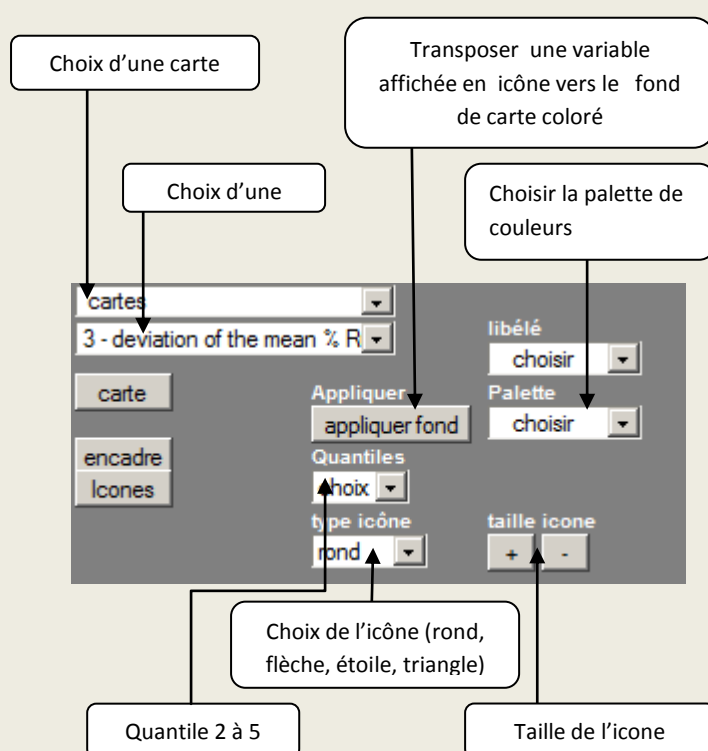 Transposer une variable
affichée en icône vers le fond
de carte coloré
Choix d'une carte
Choix d'une
Choisir la palette de
couleurs
cartes
3 - deviation of the mean % R
libélé
choisir
carte
Appliquer
appliquer fond
Palette
choisir
encadre
Icones
Quantiles
choix
type icône
rond
taille icone
+ -
Choix de l'icône (rond,
flèche, étoile, triangle)
Quantile 2 à 5
Taille de l'icone